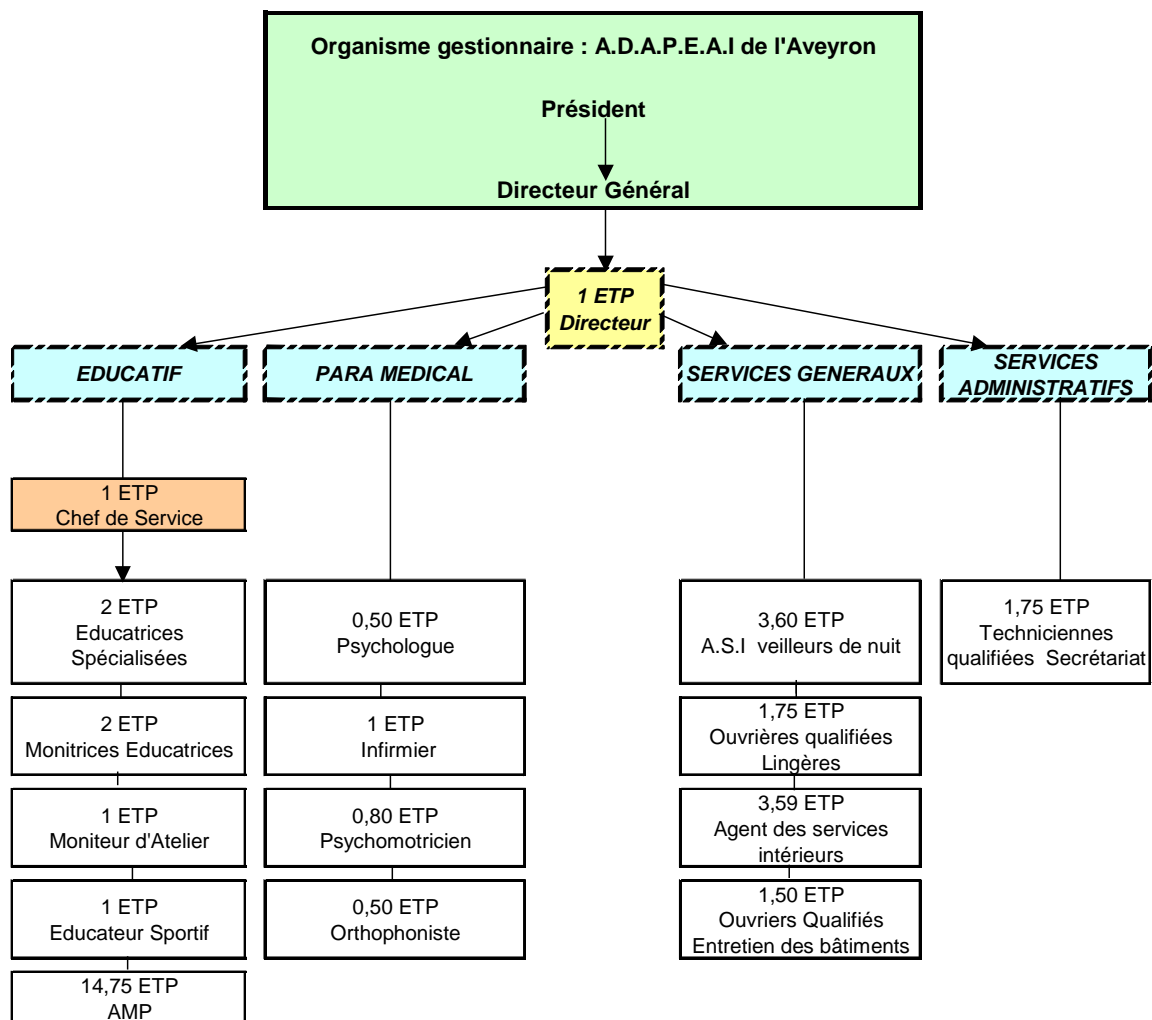 Organisme gestionnaire : A.D.A.P.E.A.I de l'Aveyron
Président
Directeur Général
1 ETP
Directeur
EDUCATIF
PARA MEDICAL
SERVICES GENERAUX
SERVICES
ADMINISTRATIFS
1 ETP
Chef de Service
2 ETP
Educatrices
Spécialisées
2 ETP
Monitrices Educatrices
1 ETP
Moniteur d'Atelier
1 ETP
Educateur Sportif
14,75 ETP
AMP
0,50 ETP
Psychologue
1 ETP
Infirmier
0,80 ETP
Psychomotricien
0,50 ETP
Orthophoniste
3,60 ETP
A.S.I veilleurs de nuit
1,75 ETP
Ouvrières qualifiées
Lingères
3,59 ETP
Agent des services
intérieurs
1,50 ETP
Ouvriers Qualifiés
Entretien des bâtiments
1,75 ETP
Techniciennes
qualifiées Secrétariat